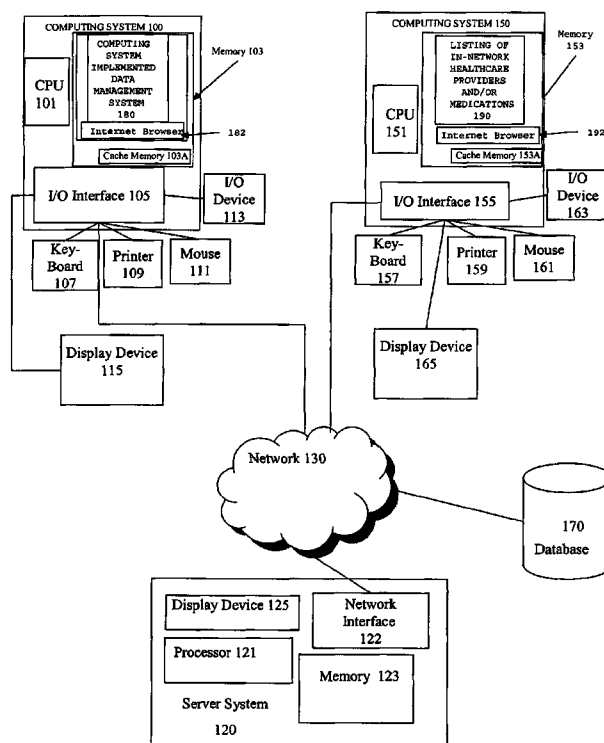 COMPUTING SYSTEM 100
COMPUTING
SYSTEM
IMPLEMENTED
DATA
MANAGEMENT
SYSTEM
180
Internet Browser
Cache Memory 103A
CPU
101
Memory 103
182
I/O Interface 105
I/O
Device
113
Key-
Board
107
Printer
109
Mouse
111
Display Device
115
COMPUTING SYSTEM 150
LISTING OF
IN-NETWORK
HEALTHCARE
PROVIDERS
AND/OR
MEDICATIONS
190
Internet Browser
Cache Memory 153A
CPU
151
Memory
153
192
I/O Interface 155
I/O
Device
163
Key-
Board
157
Printer
159
Mouse
161
Display Device
165
Network 130
170
Database
Display Device 125
Network
Interface
122
Processor 121
Memory 123
Server System
120